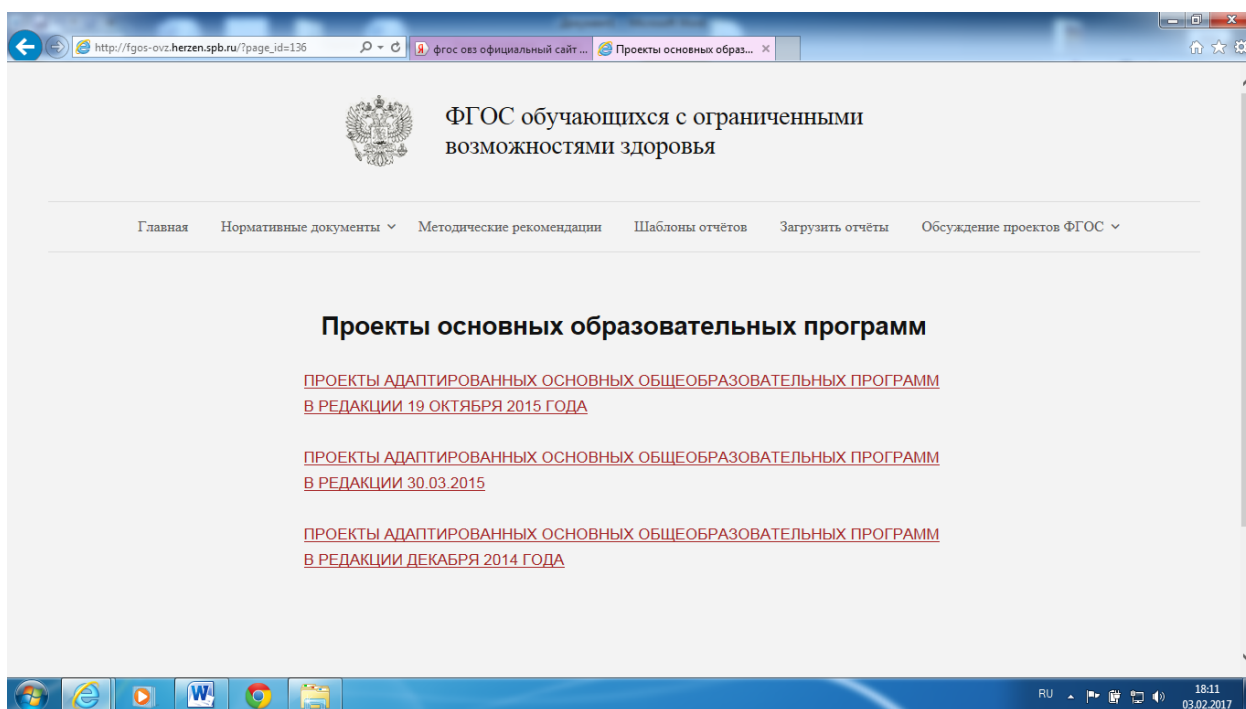 http://fgos-ovz.herzen.spb.ru/?page_id=136
фгос овз официальный сайт ...
Проекты основных образ...
ФГОС обучающихся с ограниченными
возможностями здоровья
Главная Нормативные документы Методические рекомендации Шаблоны отчётов Загрузить отчёты Обсуждение проектов ФГОС
Проекты основных образовательных программ
ПРОЕКТЫ АДАПТИРОВАННЫХ ОСНОВНЫХ ОБЩЕОБРАЗОВАТЕЛЬНЫХ ПРОГРАММ
В РЕДАКЦИИ 19 ОКТЯБРЯ 2015 ГОДА
ПРОЕКТЫ АДАПТИРОВАННЫХ ОСНОВНЫХ ОБЩЕОБРАЗОВАТЕЛЬНЫХ ПРОГРАММ
В РЕДАКЦИИ 30.03.2015
ПРОЕКТЫ АДАПТИРОВАННЫХ ОСНОВНЫХ ОБЩЕОБРАЗОВАТЕЛЬНЫХ ПРОГРАММ
В РЕДАКЦИИ ДЕКАБРЯ 2014 ГОДА
RU
18:11
03.02.2017